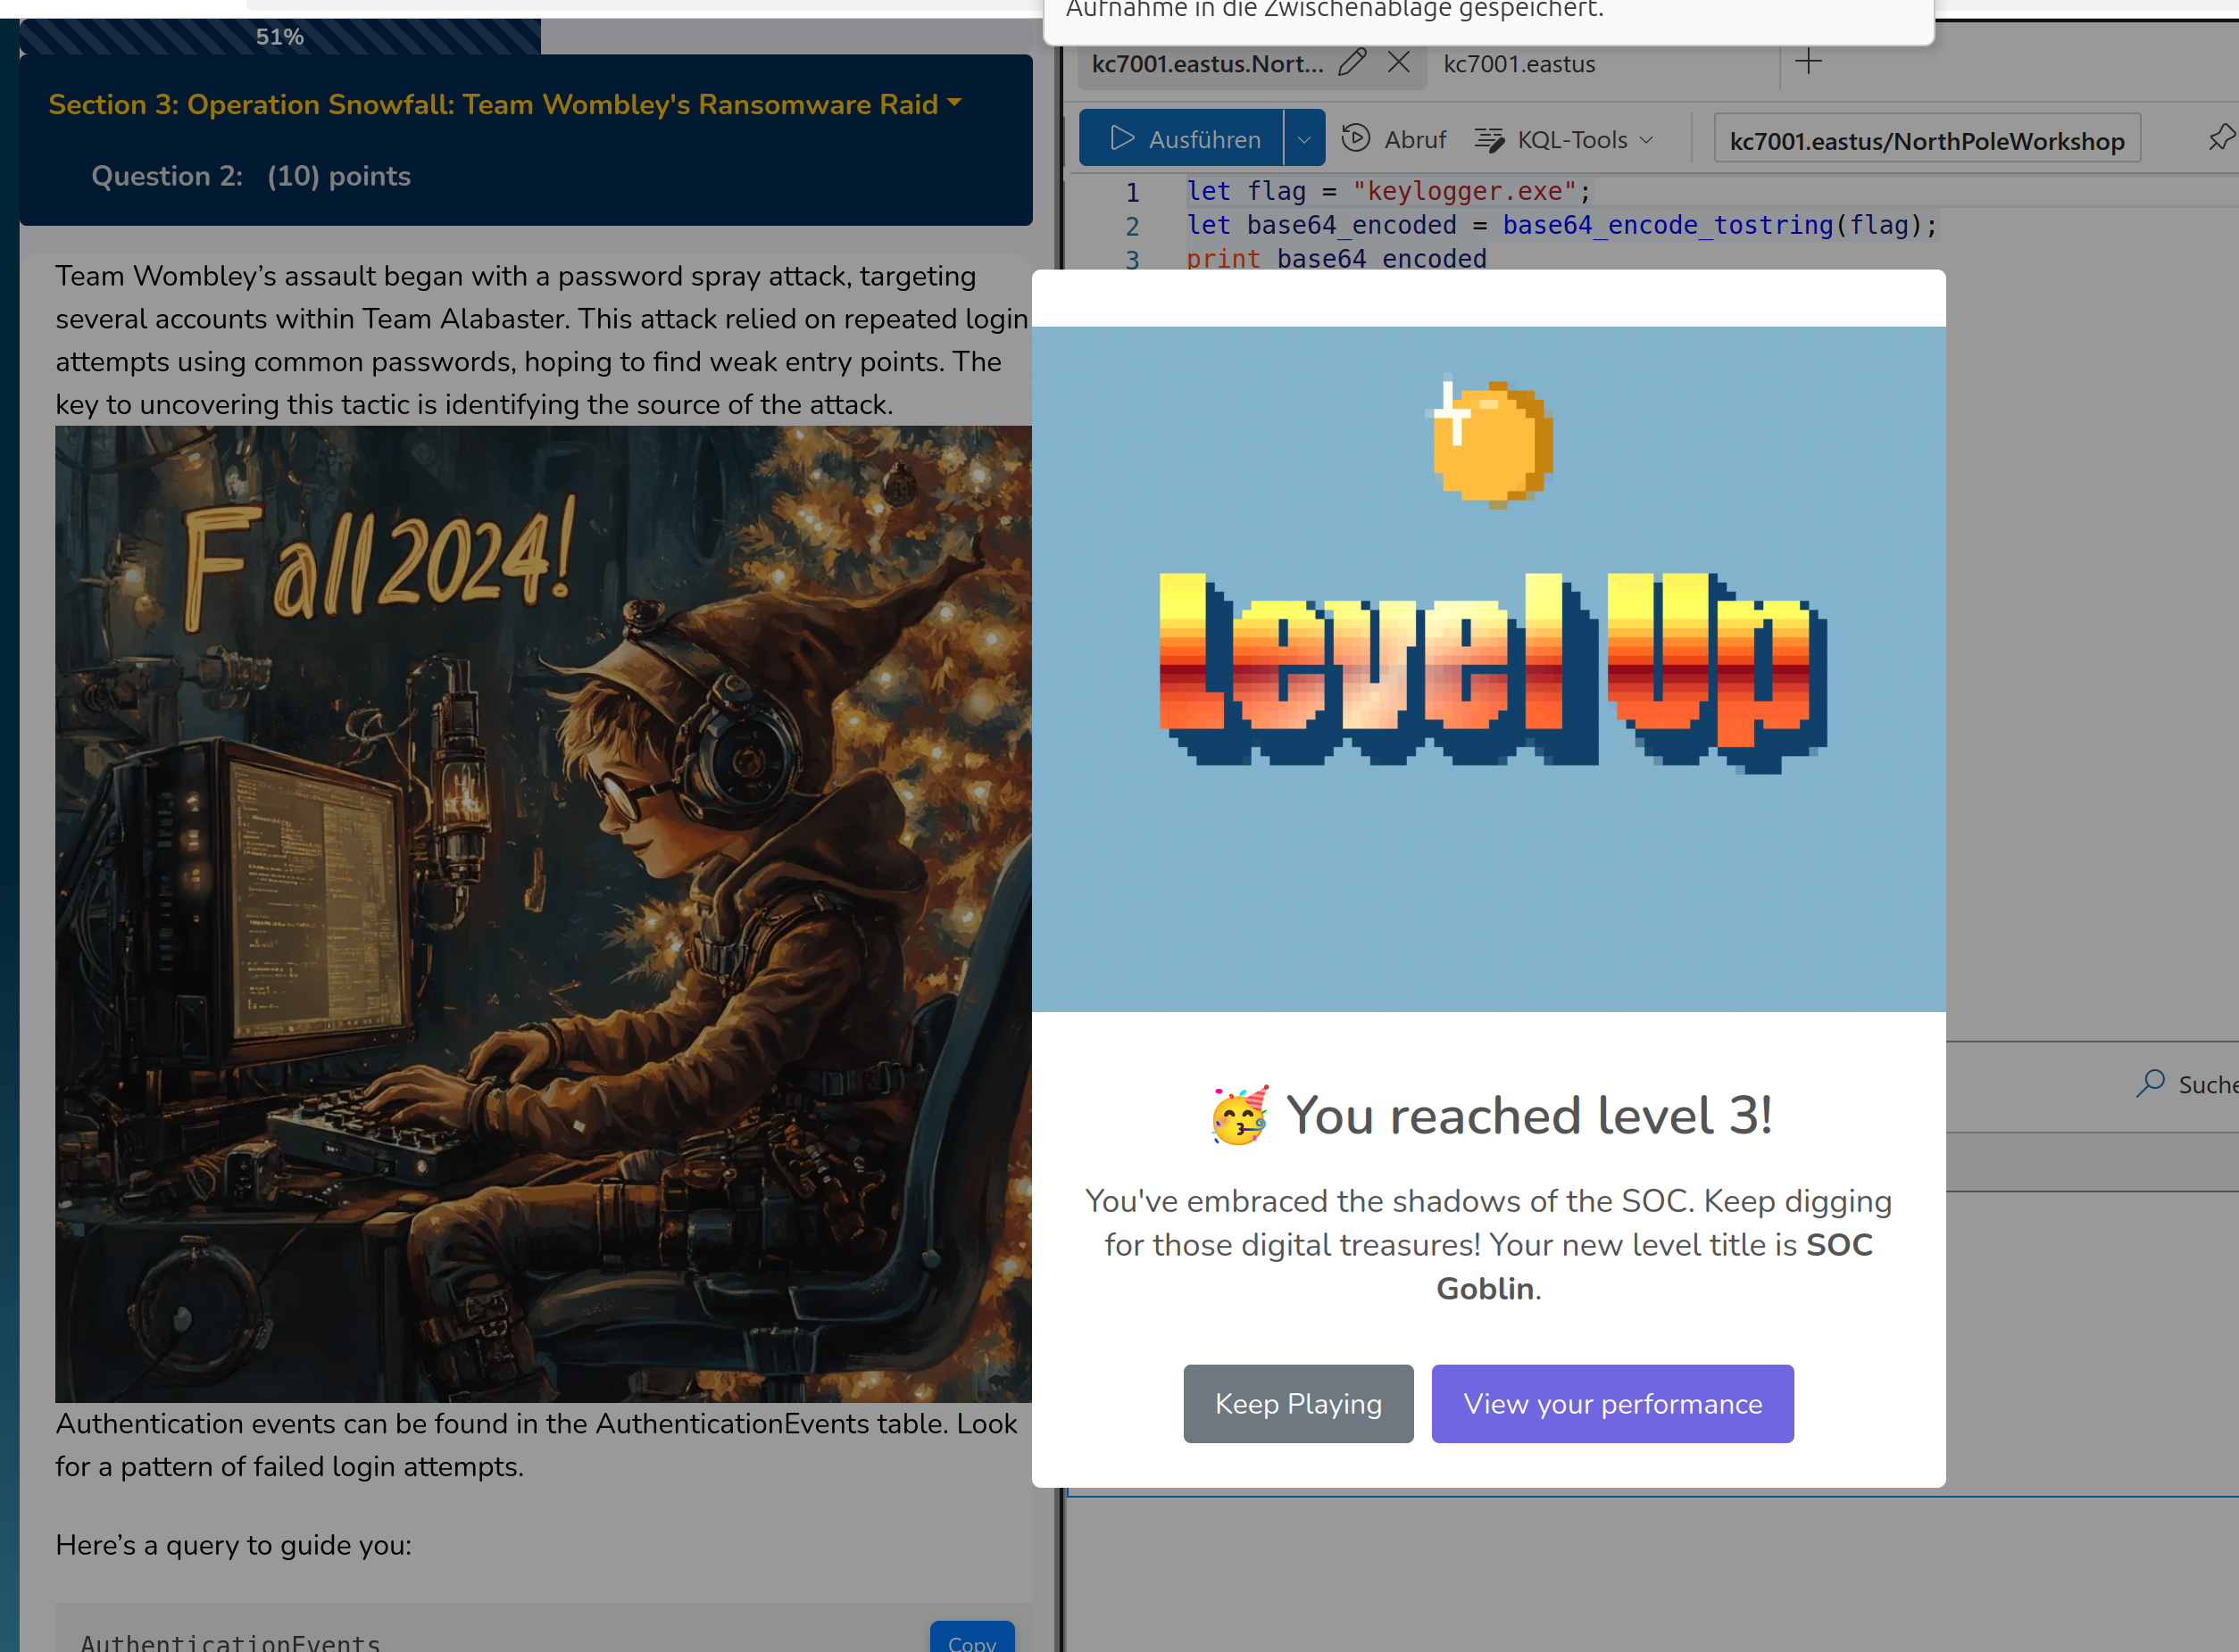 Aufnahme in die Zwischenablage gespeichert.
51%
Section 3: Operation Snowfall: Team Wombley's Ransomware Raid
Question 2: (10) points
Team Wombley’s assault began with a password spray attack, targeting
several accounts within Team Alabaster. This attack relied on repeated login
attempts using common passwords, hoping to find weak entry points. The
key to uncovering this tactic is identifying the source of the attack.
Fall2024!
Authentication events can be found in the AuthenticationEvents table. Look
for a pattern of failed login attempts.
Here’s a query to guide you:
AuthenticationEvents
Copy
kc7001.eastus.Nort...
kc7001.eastus
Ausführen
Abruf
KQL-Tools
kc7001.eastus/NorthPoleWorkshop
1 let flag = "keylogger.exe";
2 let base64_encoded = base64_encode_tostring(flag);
3 print base64_encoded
Level Up
🥳 You reached level 3!
You've embraced the shadows of the SOC. Keep digging
for those digital treasures! Your new level title is SOC
Goblin.
Keep Playing
View your performance
Suche